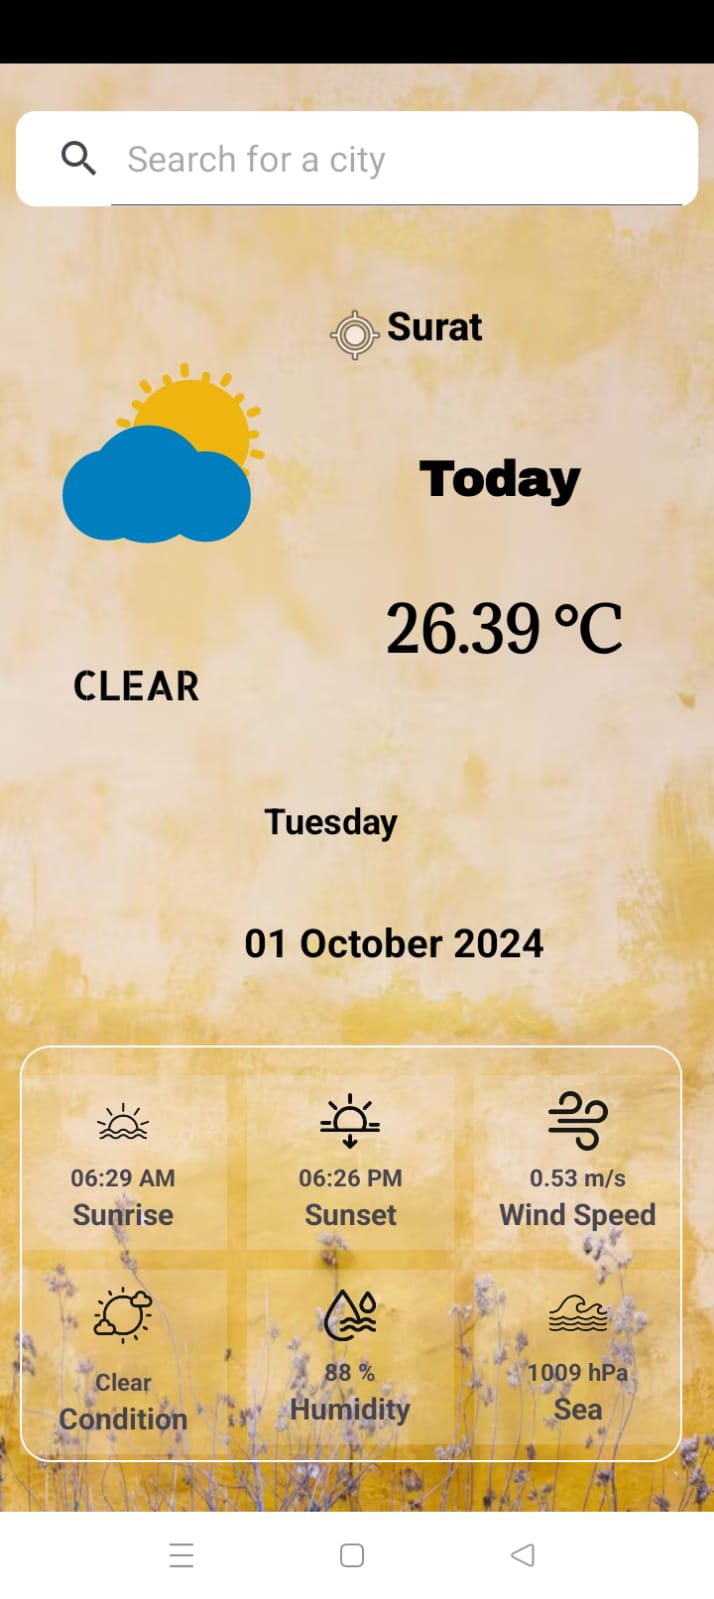 Search for a city
Surat
Today
26.39 °C
CLEAR
Tuesday
01 October 2024
06:29 AM
Sunrise
06:26 PM
Sunset
0.53 m/s
Wind Speed
Clear
Condition
88 %
Humidity
1009 hPa
Sea